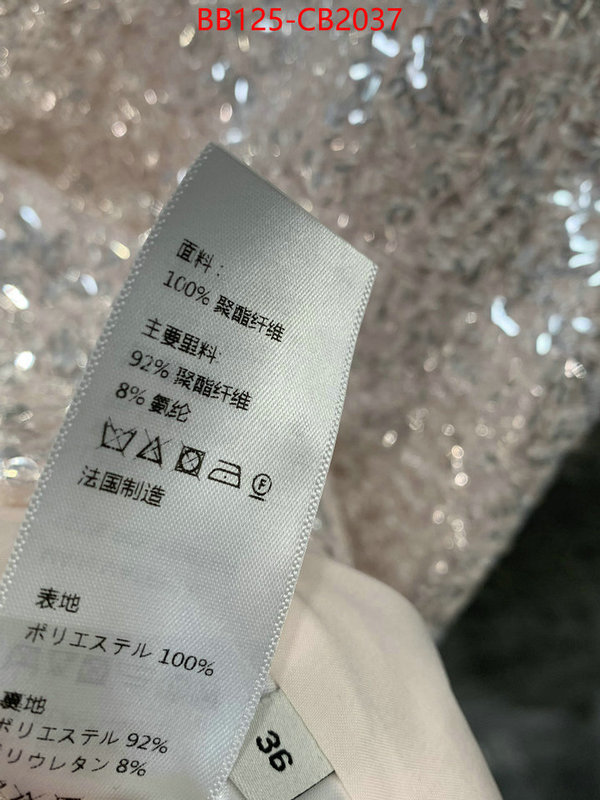 BB125-CB2037
面料：
100% 聚酯纤维
主要里料:
92% 聚酯纤维
8% 氨纶
F
法国制造
表地
ポリエステル 100%
裏地
ポリエステル 92%
リウレタン 8%
36